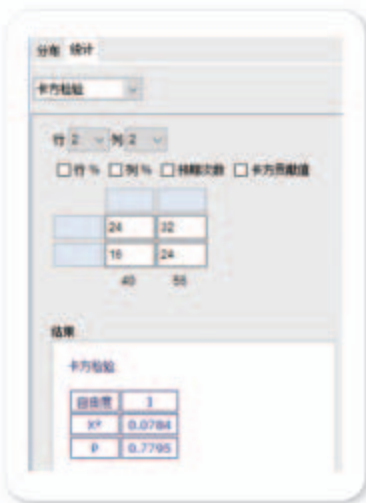 分布 统计
卡方检验
行 2 列 2
行 % 列 % 预期次数 卡方贡献值
24 32
16 24
40 56
结果
卡方检验
自由度 1
X² 0.0784
P 0.7795